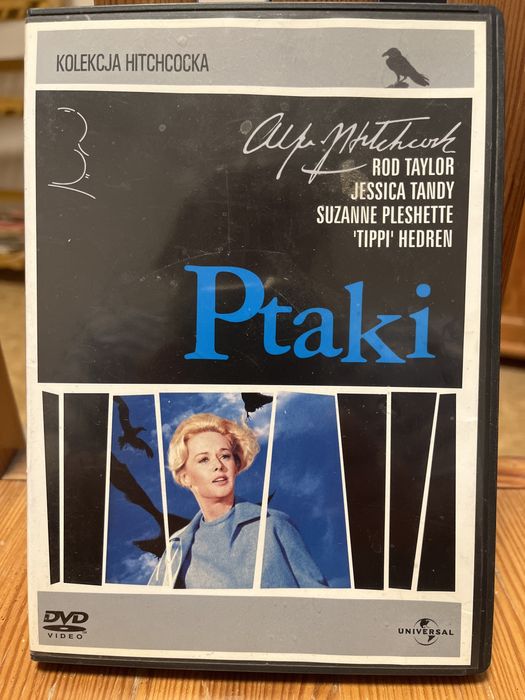 KOLEKCJA HITCHCOCKA
Alfred Hitchcock
ROD TAYLOR
JESSICA TANDY
SUZANNE PLESHETTE
'TIPPI' HEDREN
Ptaki
DVD
VIDEO
UNIVERSAL